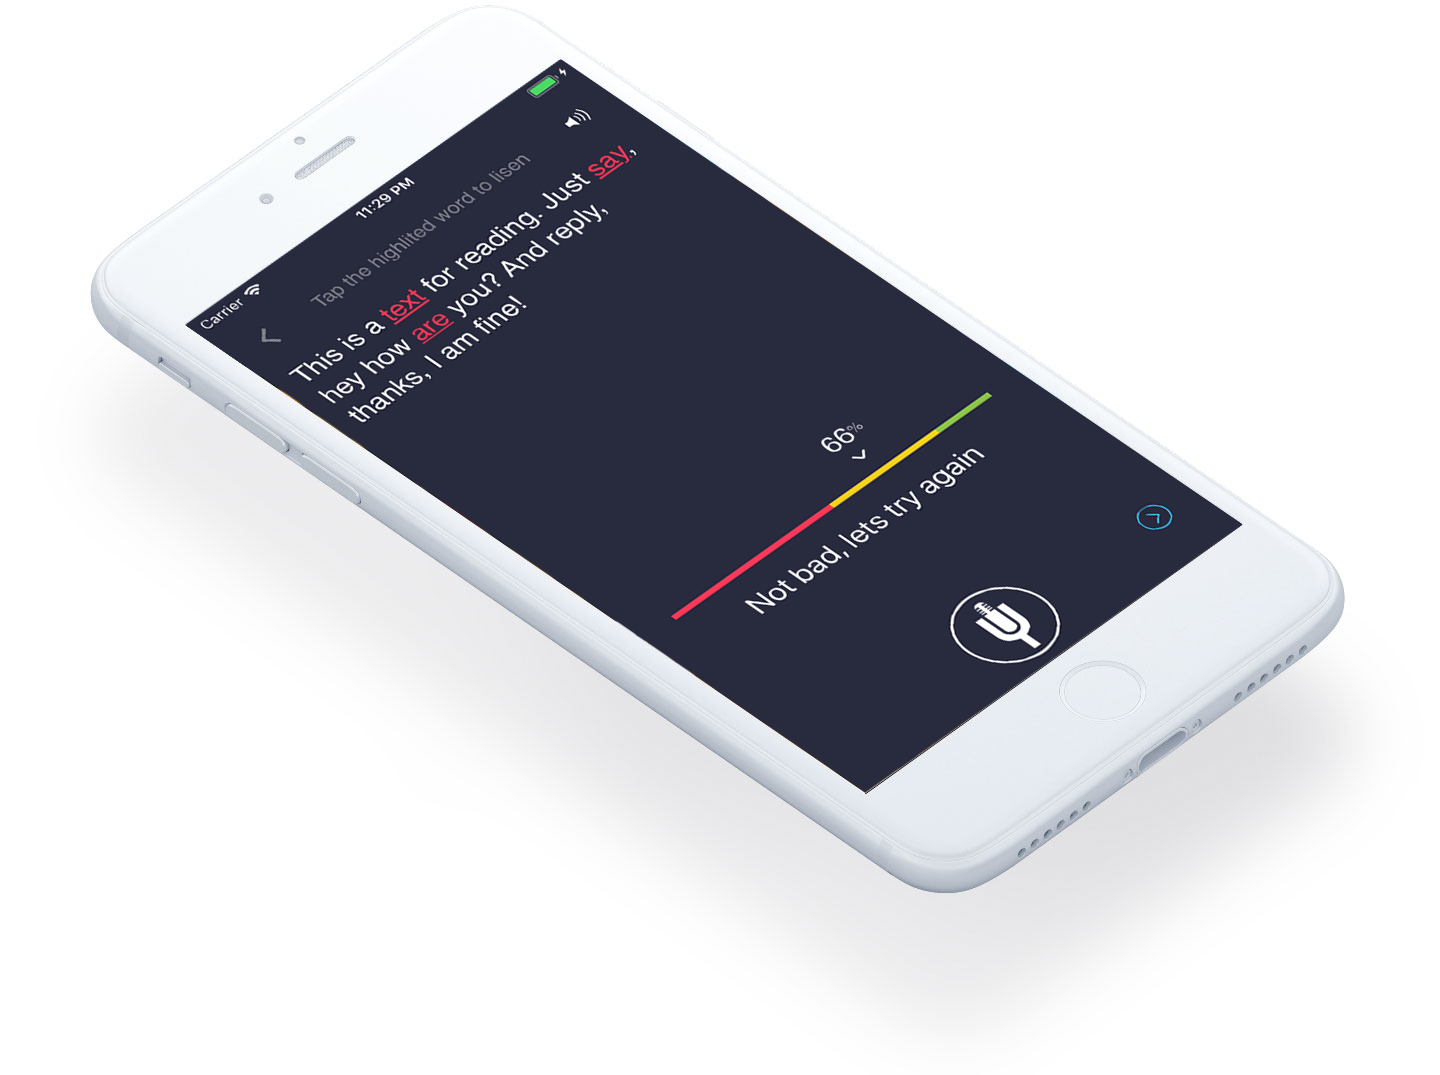 Carrier 11:29 PM
Tap the highlited word to lisen
This is a text for reading. Just say,
hey how are you? And reply,
thanks, I am fine!
66%
Not bad, lets try again